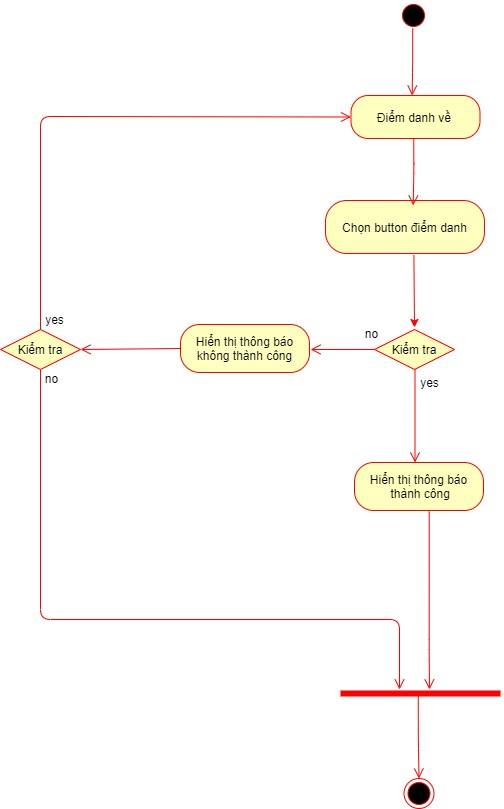 Điểm danh về
Chọn button điểm danh
yes
no
Kiểm tra
Hiển thị thông báo
không thành công
Kiểm tra
no
yes
Hiển thị thông báo
thành công